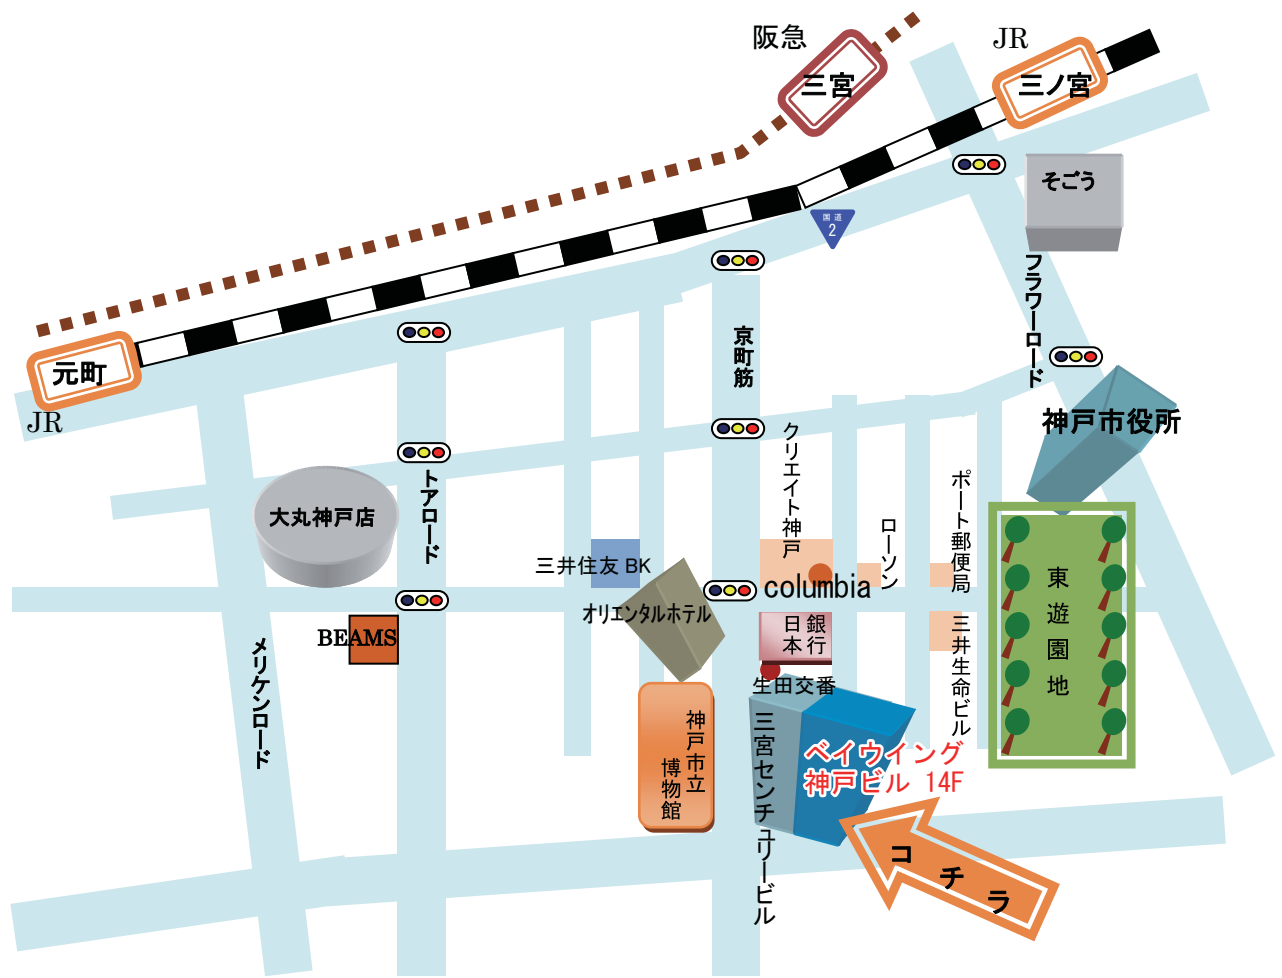 阪急
三宮
JR
三ノ宮
そごう
国道
2
フラワーロード
京町筋
元町
JR
神戸市役所
クリエイト神戸
ローソン
ポート郵便局
トアロード
大丸神戸店
三井住友 BK
オリエンタルホテル
columbia
東遊園地
BEAMS
日本
銀行
三井生命ビル
メリケンロード
生田交番
神戸市立
博物館
三宮センチュリービル
ベイウイング
神戸ビル 14F
コチラ